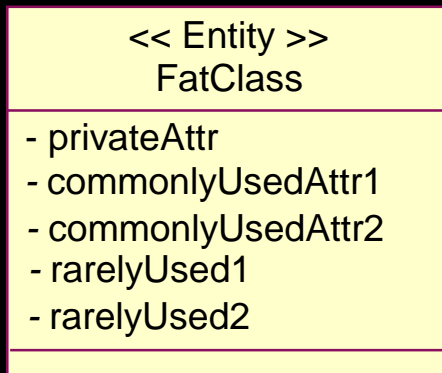 << Entity >>
FatClass
- privateAttr
- commonlyUsedAttr1
- commonlyUsedAttr2
- rarelyUsed1
- rarelyUsed2